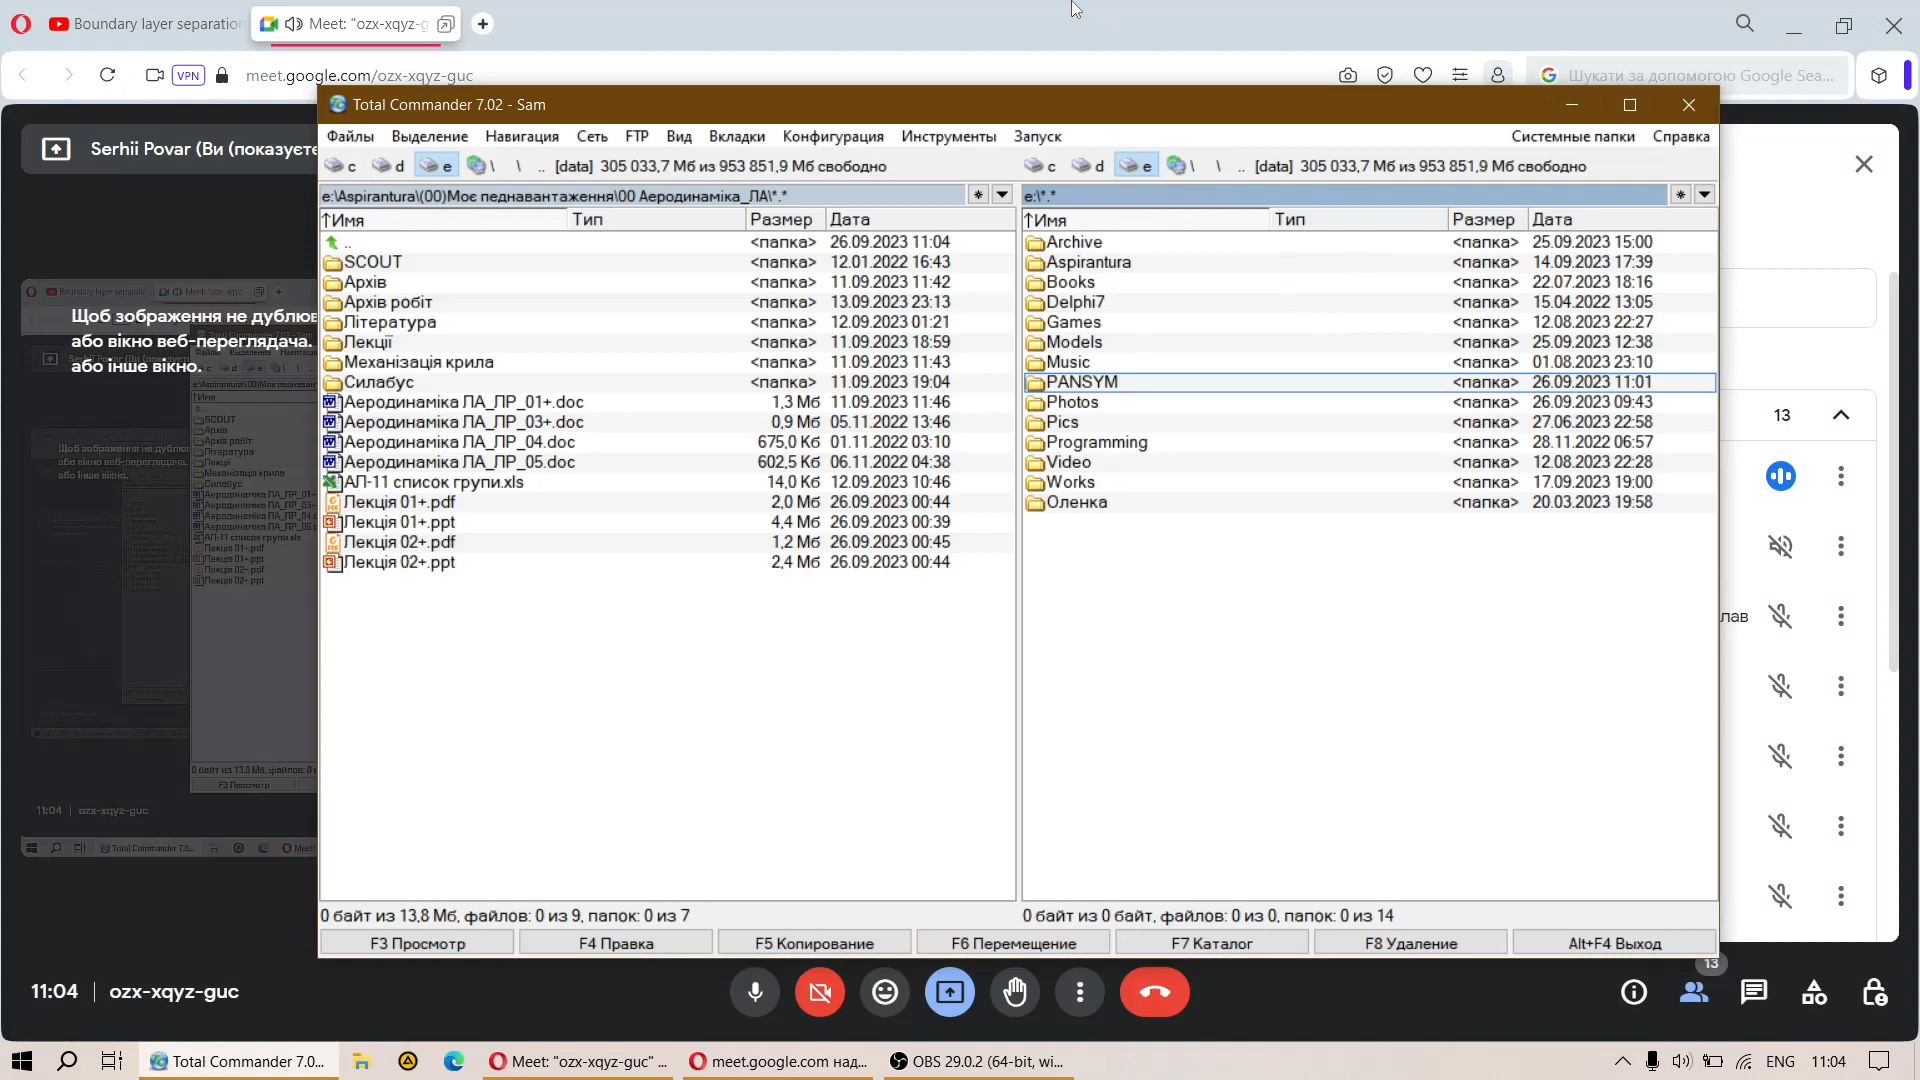 Boundary layer separation
Meet: "ozx-xqyz-g
VPN
meet.google.com/ozx-xqyz-guc
Шукати за допомогою Google Sea...
Serhii Povar (Ви (показуєте
Щоб зображення не дублюв
або вікно веб-переглядача.
або інше вікно.
Total Commander 7.02 - Sam
Файлы Выделение Навигация Сеть FTP Вид Вкладки Конфигурация Инструменты Запуск Системные папки Справка
c d e \ \ .. [data] 305 033,7 Мб из 953 851,9 Мб свободно
c d e \ \ .. [data] 305 033,7 Мб из 953 851,9 Мб свободно
e:\Aspirantura\(00)Моє педнавантаження\00 Аеродинаміка_ЛА\*.*
↑Имя Тип Размер Дата
.. <папка> 26.09.2023 11:04
SCOUT <папка> 12.01.2022 16:43
Архів <папка> 11.09.2023 11:42
Архів робіт <папка> 13.09.2023 23:13
Література <папка> 12.09.2023 01:21
Лекції <папка> 11.09.2023 18:59
Механізація крила <папка> 11.09.2023 11:43
Силабус <папка> 11.09.2023 19:04
Аеродинаміка ЛА_ЛР_01+.doc 1,3 Мб 11.09.2023 11:46
Аеродинаміка ЛА_ЛР_03+.doc 0,9 Мб 05.11.2022 13:46
Аеродинаміка ЛА_ЛР_04.doc 675,0 Кб 01.11.2022 03:10
Аеродинаміка ЛА_ЛР_05.doc 602,5 Кб 06.11.2022 04:38
АЛ-11 список групи.xls 14,0 Кб 12.09.2023 10:46
Лекція 01+.pdf 2,0 Мб 26.09.2023 00:44
Лекція 01+.ppt 4,4 Мб 26.09.2023 00:39
Лекція 02+.pdf 1,2 Мб 26.09.2023 00:45
Лекція 02+.ppt 2,4 Мб 26.09.2023 00:44
0 байт из 13,8 Мб, файлов: 0 из 9, папок: 0 из 7
e:\*.*
↑Имя Тип Размер Дата
Archive <папка> 25.09.2023 15:00
Aspirantura <папка> 14.09.2023 17:39
Books <папка> 22.07.2023 18:16
Delphi7 <папка> 15.04.2022 13:05
Games <папка> 12.08.2023 22:27
Models <папка> 25.09.2023 12:38
Music <папка> 01.08.2023 23:10
PANSYM <папка> 26.09.2023 11:01
Photos <папка> 26.09.2023 09:43
Pics <папка> 27.06.2023 22:58
Programming <папка> 28.11.2022 06:57
Video <папка> 12.08.2023 22:28
Works <папка> 17.09.2023 19:00
Оленка <папка> 20.03.2023 19:58
0 байт из 0 байт, файлов: 0 из 0, папок: 0 из 14
F3 Просмотр F4 Правка F5 Копирование F6 Перемещение F7 Каталог F8 Удаление Alt+F4 Выход
13
лав
11:04 | ozx-xqyz-guc
13
11:04 | ozx-xqyz-guc
Total Commander 7.0...
Meet: "ozx-xqyz-guc" ...
meet.google.com над...
OBS 29.0.2 (64-bit, wi...
ENG
11:04